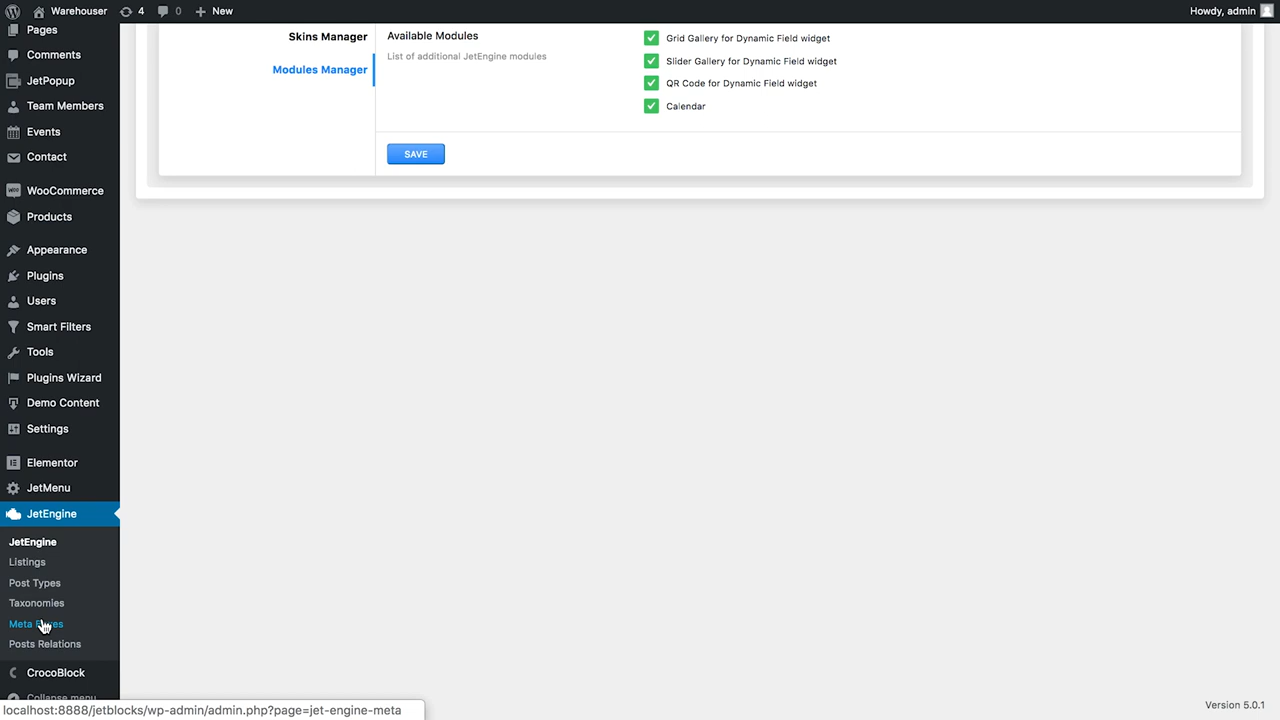 Warehouser 4 0 New Howdy, admin
Pages
Comments
JetPopup
Team Members
Events
Contact
WooCommerce
Products
Appearance
Plugins
Users
Smart Filters
Tools
Plugins Wizard
Demo Content
Settings
Elementor
JetMenu
JetEngine
JetEngine
Listings
Post Types
Taxonomies
Meta
Posts Relations
CrocoBlock
Collapse menu
Skins Manager
Modules Manager
Available Modules
List of additional JetEngine modules
Grid Gallery for Dynamic Field widget
Slider Gallery for Dynamic Field widget
QR Code for Dynamic Field widget
Calendar
SAVE
localhost:8888/jetblocks/wp-admin/admin.php?page=jet-engine-meta
Version 5.0.1